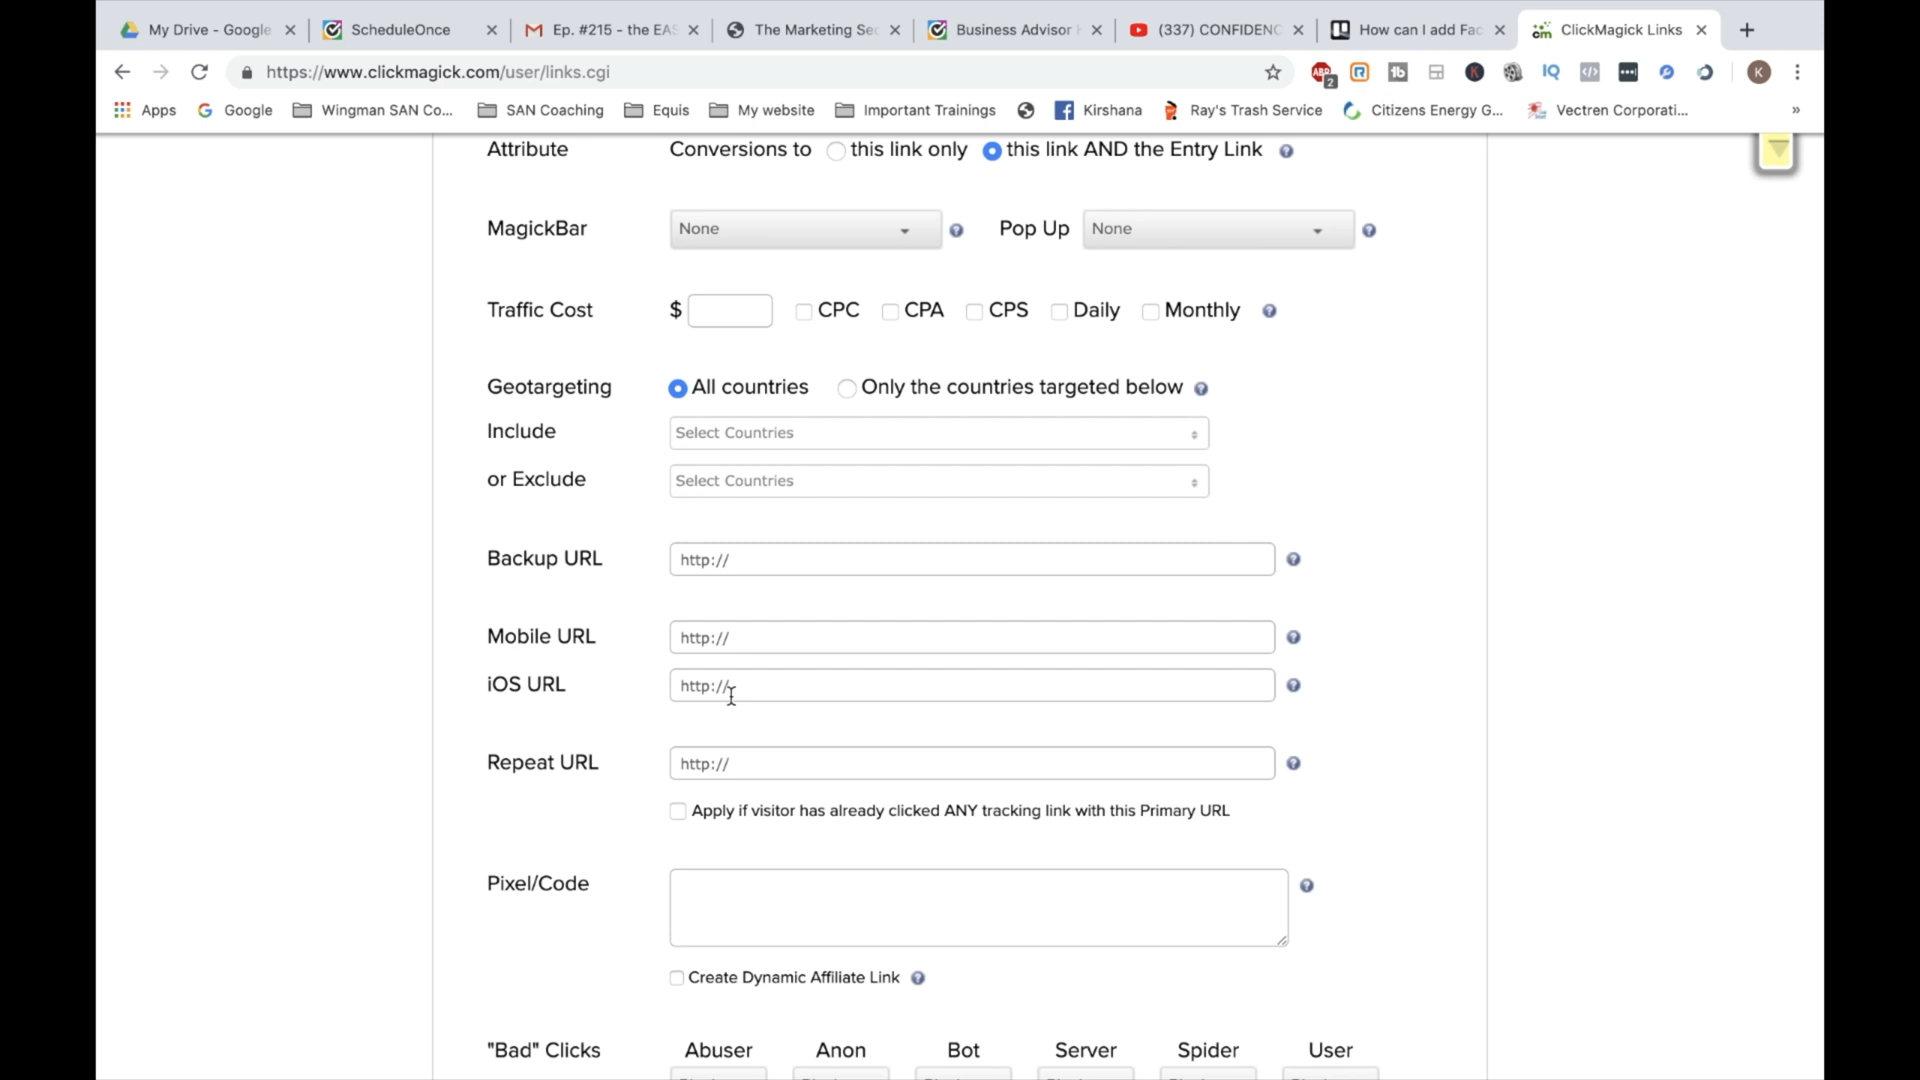 My Drive - Google
ScheduleOnce
Ep. #215 - the EAS
The Marketing Sec
Business Advisor
(337) CONFIDENC
How can I add Fac
ClickMagick Links
https://www.clickmagick.com/user/links.cgi
ABP
2
IQ
K
Apps
Google
Wingman SAN Co...
SAN Coaching
Equis
My website
Important Trainings
Kirshana
Ray's Trash Service
Citizens Energy G...
Vectren Corporati...
»
Attribute Conversions to this link only this link AND the Entry Link ?
MagickBar None ? Pop Up None ?
Traffic Cost $ CPC CPA CPS Daily Monthly ?
Geotargeting All countries Only the countries targeted below ?
Include Select Countries
or Exclude Select Countries
Backup URL http:// ?
Mobile URL http:// ?
iOS URL http:// ?
Repeat URL http:// ?
Apply if visitor has already clicked ANY tracking link with this Primary URL
Pixel/Code ?
Create Dynamic Affiliate Link ?
"Bad" Clicks Abuser Anon Bot Server Spider User